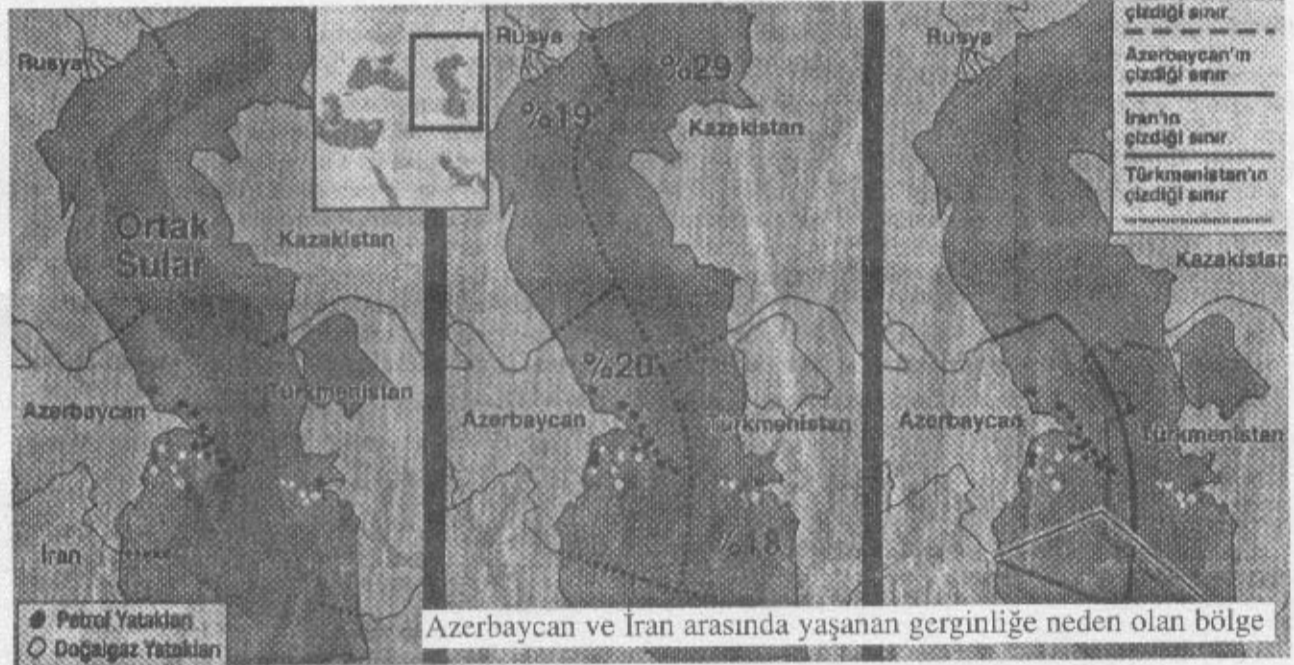 Rusya
Ortak
Sular
Kazakistan
Azerbaycan
Türkmenistan
İran
Petrol Yatakları
Doğalgaz Yatakları
Rusya
%29
%19
Kazakistan
%20
Azerbaycan
Türkmenistan
%18
çizdiği sınır
Azerbaycan'ın
çizdiği sınır
İran'ın
çizdiği sınır
Türkmenistan'ın
çizdiği sınır
Rusya
Kazakistan
Azerbaycan
Türkmenistan
Azerbaycan ve İran arasında yaşanan gerginliğe neden olan bölge